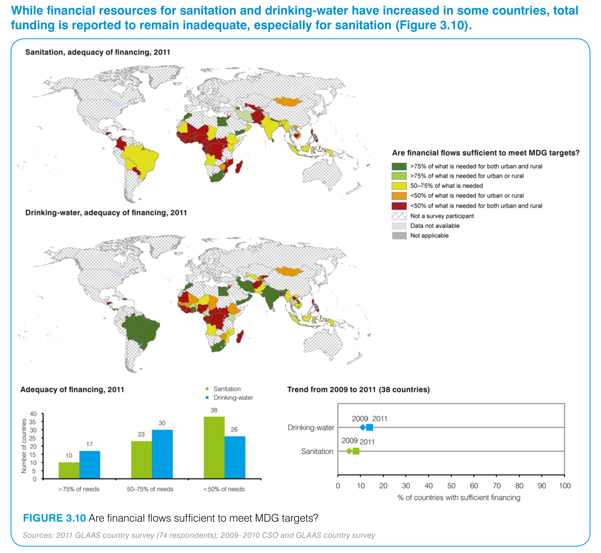 While financial resources for sanitation and drinking-water have increased in some countries, total
funding is reported to remain inadequate, especially for sanitation (Figure 3.10).
Sanitation, adequacy of financing, 2011
Are financial flows sufficient to meet MDG targets?
>75% of what is needed for both urban and rural
>75% of what is needed for urban or rural
50–75% of what is needed
<50% of what is needed for urban or rural
<50% of what is needed for both urban and rural
Not a survey participant
Data not available
Not applicable
Drinking-water, adequacy of financing, 2011
Adequacy of financing, 2011
Sanitation
Drinking-water
Number of countries
40
35
30
25
20
15
10
5
0
10
17
23
30
38
26
>75% of needs
50–75% of needs
<50% of needs
Trend from 2009 to 2011 (38 countries)
Drinking-water
2009 2011
Sanitation
2009 2011
0 10 20 30 40 50 60 70 80 90 100
% of countries with sufficient financing
FIGURE 3.10 Are financial flows sufficient to meet MDG targets?
Sources: 2011 GLAAS country survey (74 respondents); 2009–2010 CSO and GLAAS country survey